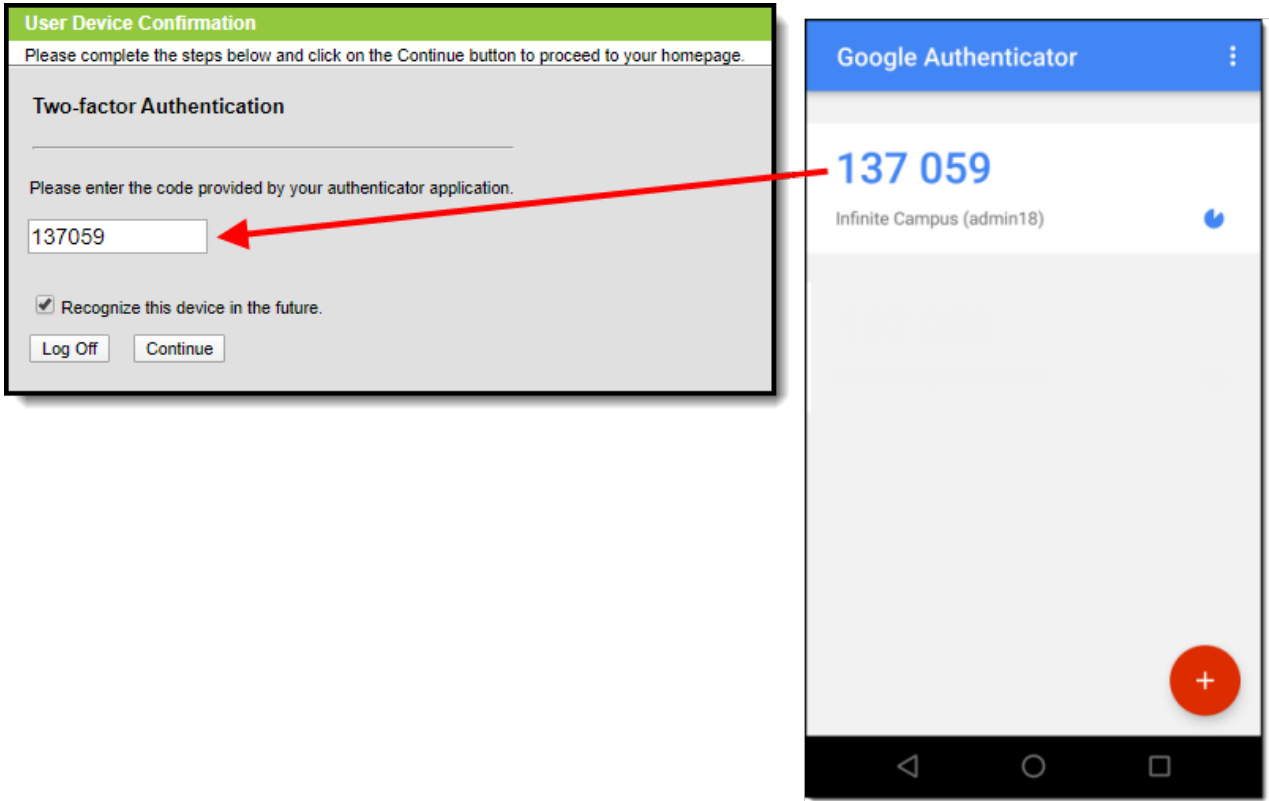 User Device Confirmation
Please complete the steps below and click on the Continue button to proceed to your homepage.
Two-factor Authentication
Please enter the code provided by your authenticator application.
137059
Recognize this device in the future.
Log Off
Continue
Google Authenticator
137 059
Infinite Campus (admin18)